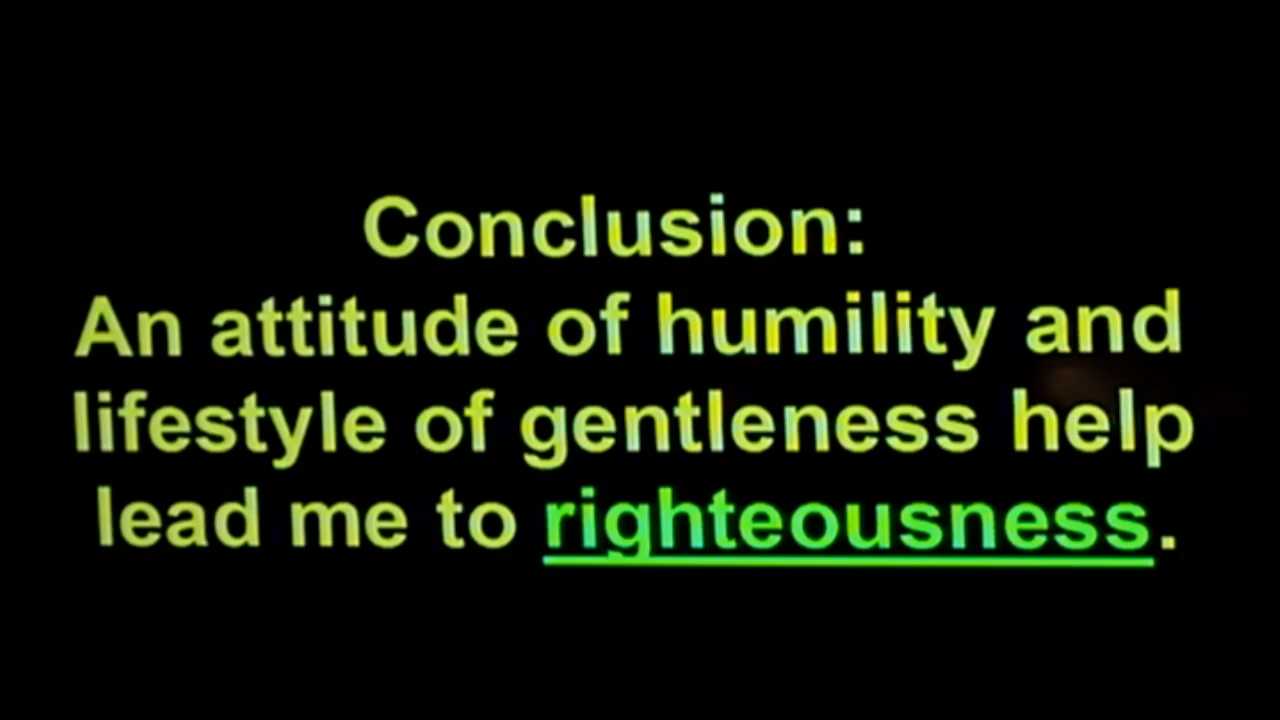 Conclusion:
An attitude of humility and
lifestyle of gentleness help
lead me to righteousness.